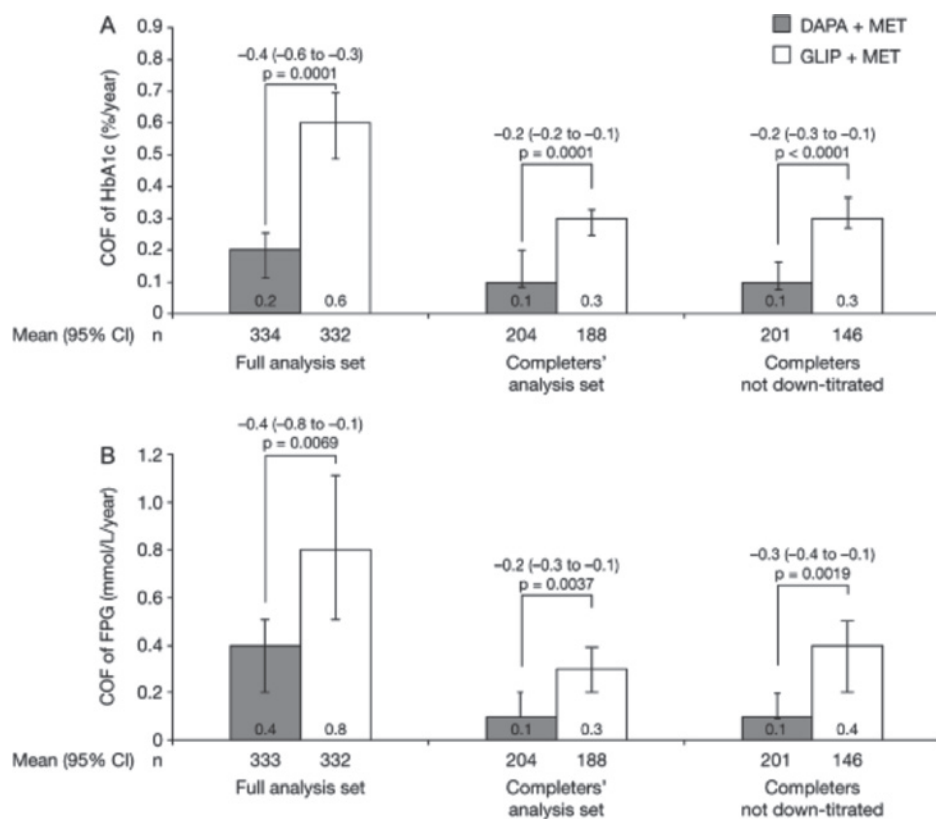 A
DAPA + MET
GLIP + MET
COF of HbA1c (%/year)
0.9
0.8
0.7
0.6
0.5
0.4
0.3
0.2
0.1
0
–0.4 (–0.6 to –0.3)
p = 0.0001
–0.2 (–0.2 to –0.1)
p = 0.0001
–0.2 (–0.3 to –0.1)
p < 0.0001
0.2 0.6 0.1 0.3 0.1 0.3
Mean (95% CI) n 334 332 204 188 201 146
Full analysis set
Completers'
analysis set
Completers
not down-titrated
B
COF of FPG (mmol/L/year)
1.2
1.0
0.8
0.6
0.4
0.2
0
–0.4 (–0.8 to –0.1)
p = 0.0069
–0.2 (–0.3 to –0.1)
p = 0.0037
–0.3 (–0.4 to –0.1)
p = 0.0019
0.4 0.8 0.1 0.3 0.1 0.4
Mean (95% CI) n 333 332 204 188 201 146
Full analysis set
Completers'
analysis set
Completers
not down-titrated